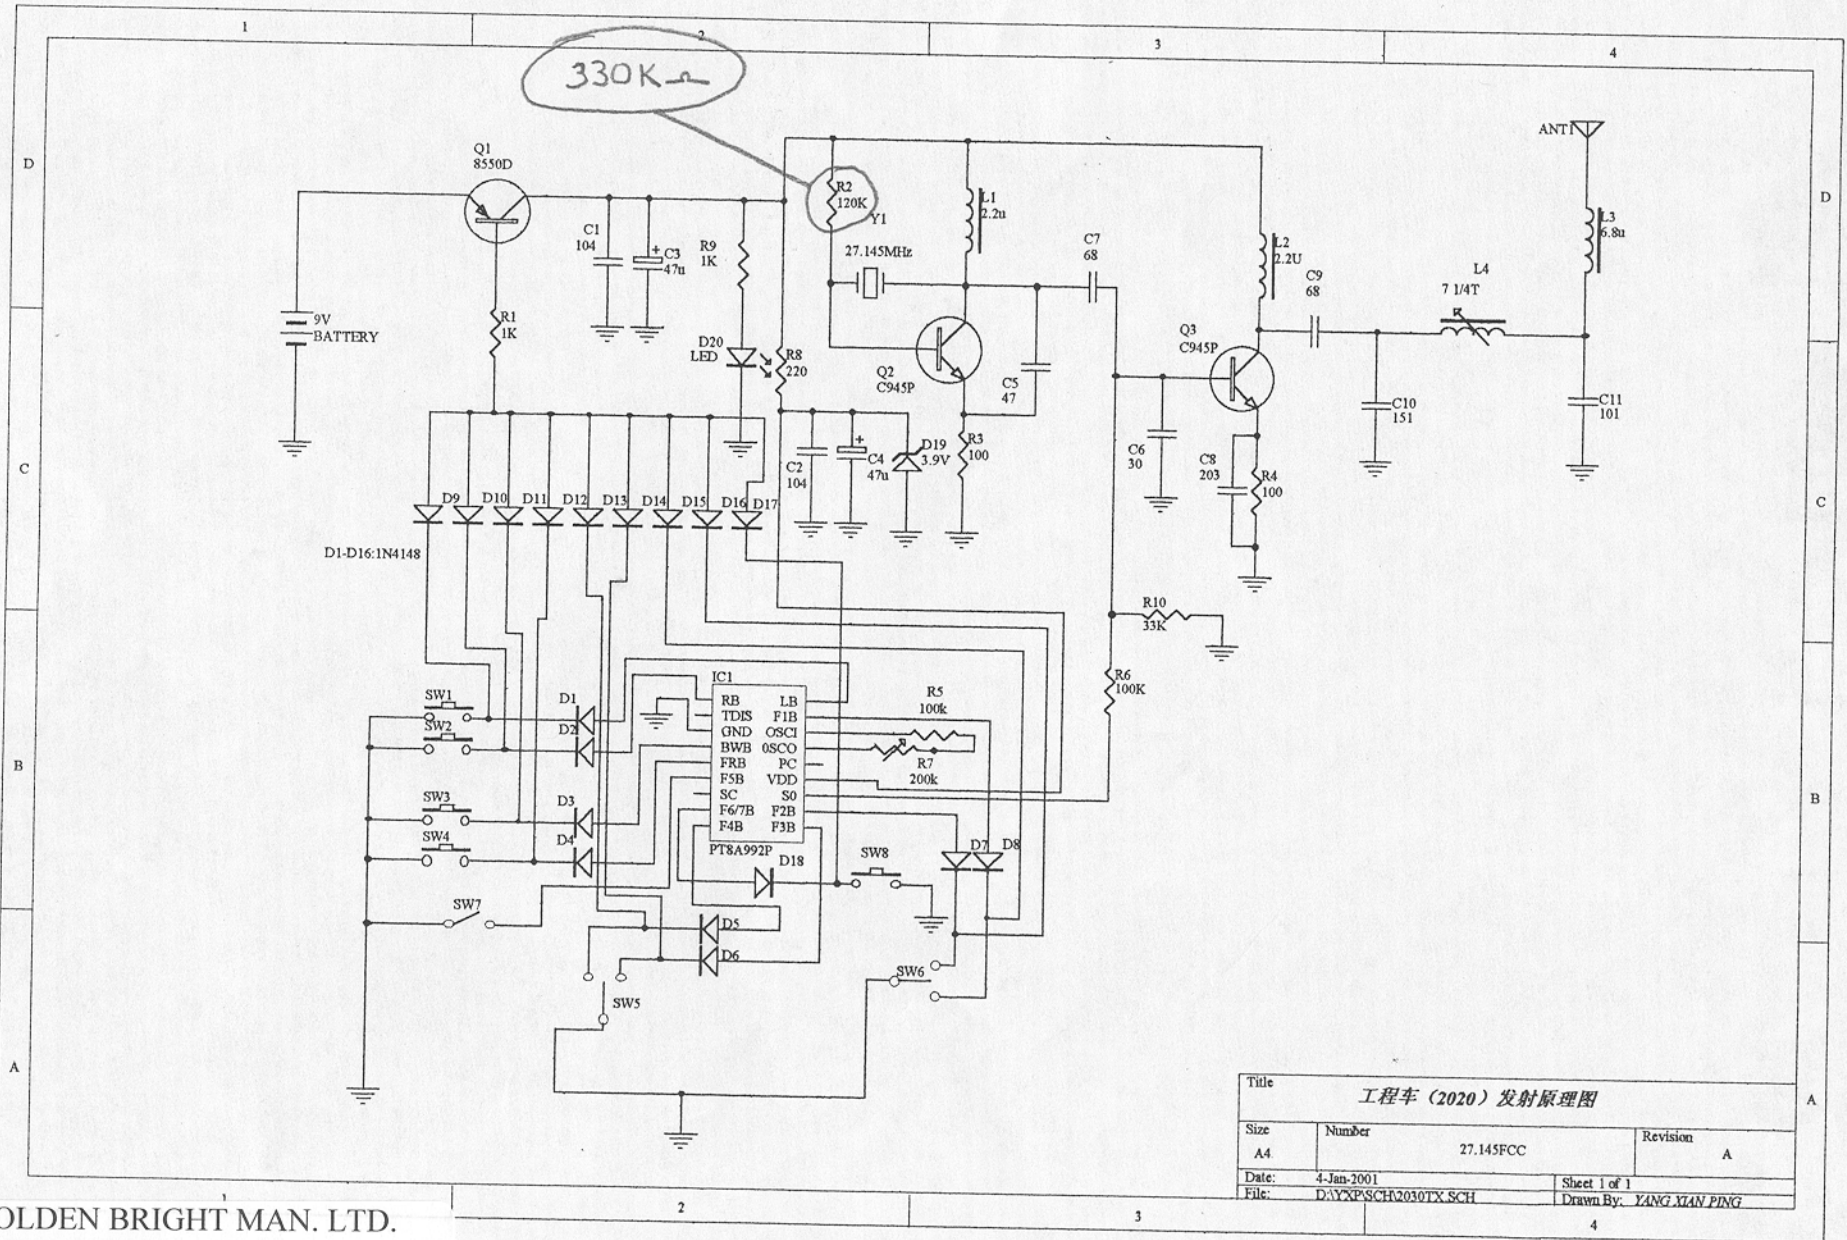 1
2
3
4
330KΩ
D
D
ANT1
Q1
8550D
R2
120K
Y1
L1
2.2u
C1
104
C3
47u
+
R9
1K
27.145MHz
C7
68
L2
2.2U
C9
68
L4
7 1/4T
L3
6.8u
9V
BATTERY
R1
1K
D20
LED
R8
220
Q2
C945P
C5
47
Q3
C945P
C10
151
C11
101
C
C
C2
104
+
C4
47u
D19
3.9V
R3
100
C6
30
C8
203
R4
100
D9
D10
D11
D12
D13
D14
D15
D16
D17
D1-D16:1N4148
R10
33K
R6
100K
B
B
IC1
RB
TDIS
GND
BWB
FRB
F5B
SC
F6/7B
F4B
LB
F1B
OSCI
0SCO
PC
VDD
S0
F2B
F3B
PT8A992P
R5
100k
R7
200k
SW1
SW2
SW3
SW4
SW7
D1
D2
D3
D4
D18
SW8
D7
D8
D5
D6
SW5
SW6
A
A
Title
工程车（2020）发射原理图
Size
A4
Number
27.145FCC
Revision
A
Date:
4-Jan-2001
Sheet 1 of 1
File:
D:\YXP\SCH\2030TX.SCH
Drawn By:
YANG XIAN PING
1
2
3
4
OLDEN BRIGHT MAN. LTD.